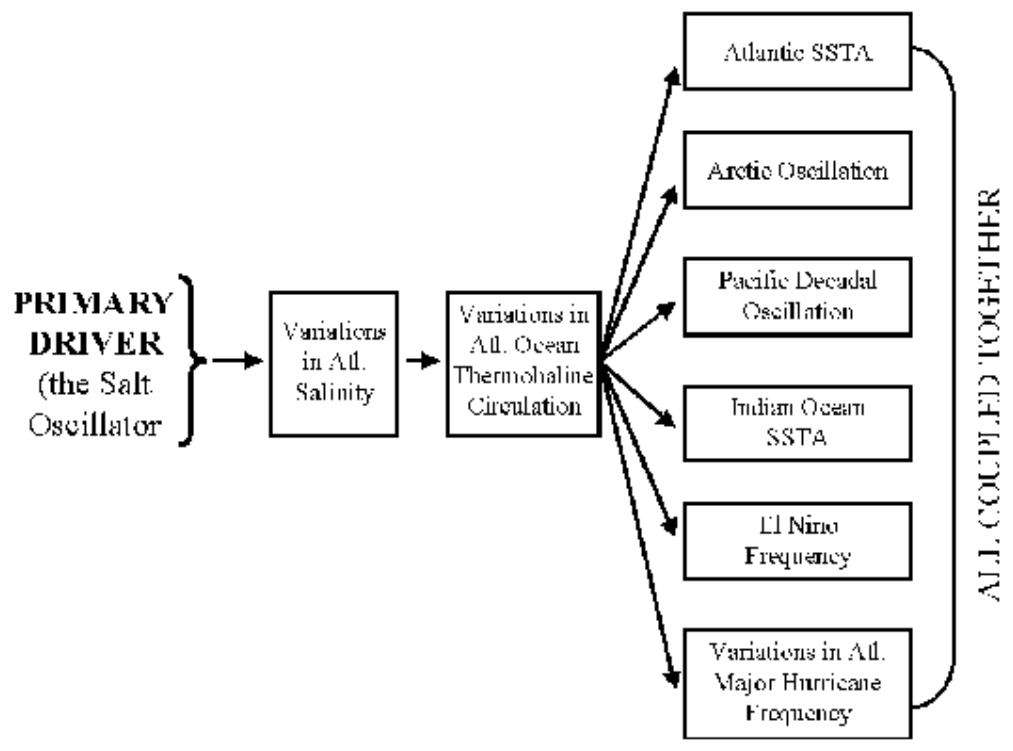 PRIMARY
DRIVER
(the Salt
Oscillator
Variations
in Atl.
Salinity
Variations in
Atl. Ocean
Thermohaline
Circulation
Atlantic SSTA
Arctic Oscillation
Pacific Decadal
Oscillation
Indian Ocean
SSTA
El Nino
Frequency
Variations in Atl.
Major Hurricane
Frequency
ALL COUPLED TOGETHER